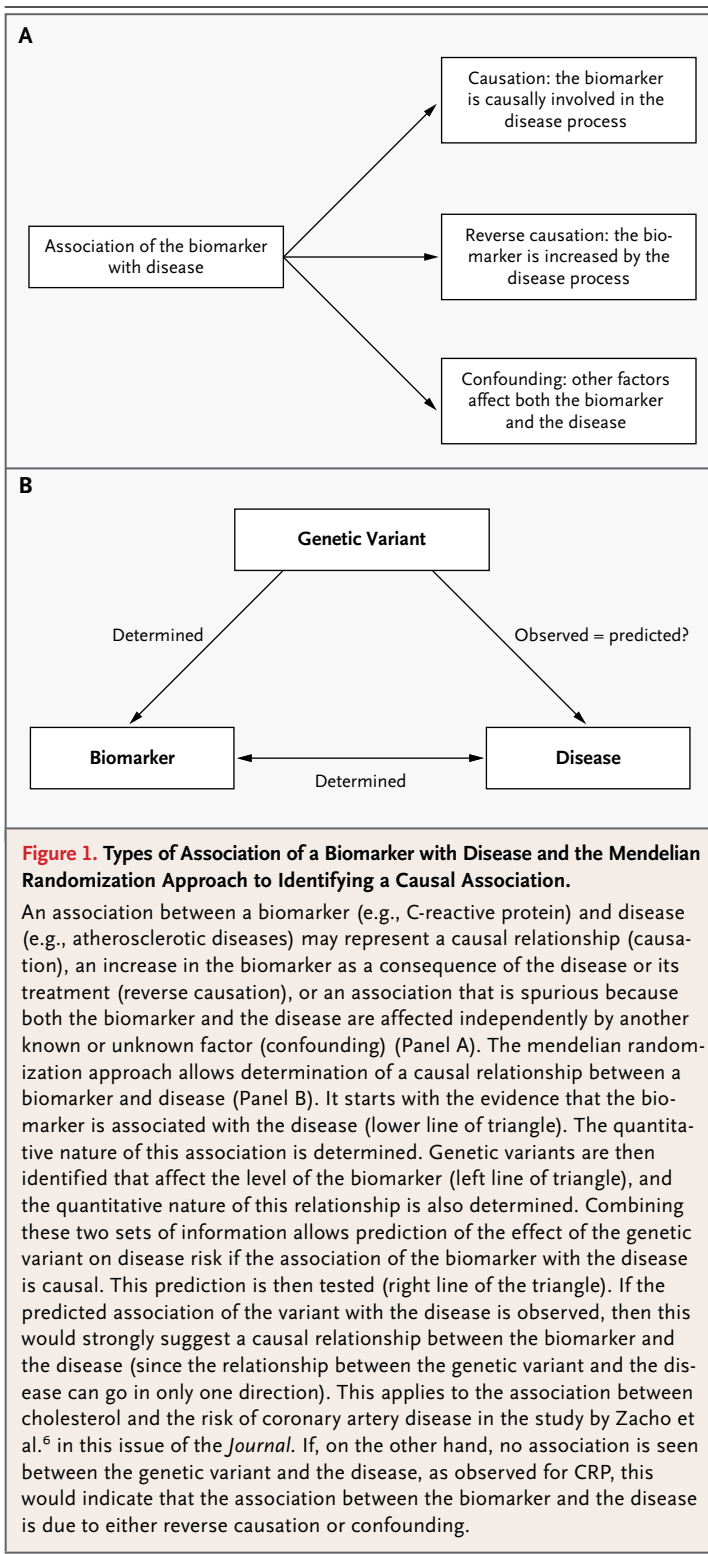 A
Causation: the biomarker
is causally involved in the
disease process
Association of the biomarker
with disease
Reverse causation: the bio-
marker is increased by the
disease process
Confounding: other factors
affect both the biomarker
and the disease
B
Genetic Variant
Determined
Observed = predicted?
Biomarker
Disease
Determined
Figure 1. Types of Association of a Biomarker with Disease and the Mendelian
Randomization Approach to Identifying a Causal Association.
An association between a biomarker (e.g., C-reactive protein) and disease
(e.g., atherosclerotic diseases) may represent a causal relationship (causa-
tion), an increase in the biomarker as a consequence of the disease or its
treatment (reverse causation), or an association that is spurious because
both the biomarker and the disease are affected independently by another
known or unknown factor (confounding) (Panel A). The mendelian random-
ization approach allows determination of a causal relationship between a
biomarker and disease (Panel B). It starts with the evidence that the bio-
marker is associated with the disease (lower line of triangle). The quantita-
tive nature of this association is determined. Genetic variants are then
identified that affect the level of the biomarker (left line of triangle), and
the quantitative nature of this relationship is also determined. Combining
these two sets of information allows prediction of the effect of the genetic
variant on disease risk if the association of the biomarker with the disease
is causal. This prediction is then tested (right line of the triangle). If the
predicted association of the variant with the disease is observed, then this
would strongly suggest a causal relationship between the biomarker and
the disease (since the relationship between the genetic variant and the dis-
ease can go in only one direction). This applies to the association between
cholesterol and the risk of coronary artery disease in the study by Zacho et
al.⁶ in this issue of the Journal. If, on the other hand, no association is seen
between the genetic variant and the disease, as observed for CRP, this
would indicate that the association between the biomarker and the disease
is due to either reverse causation or confounding.